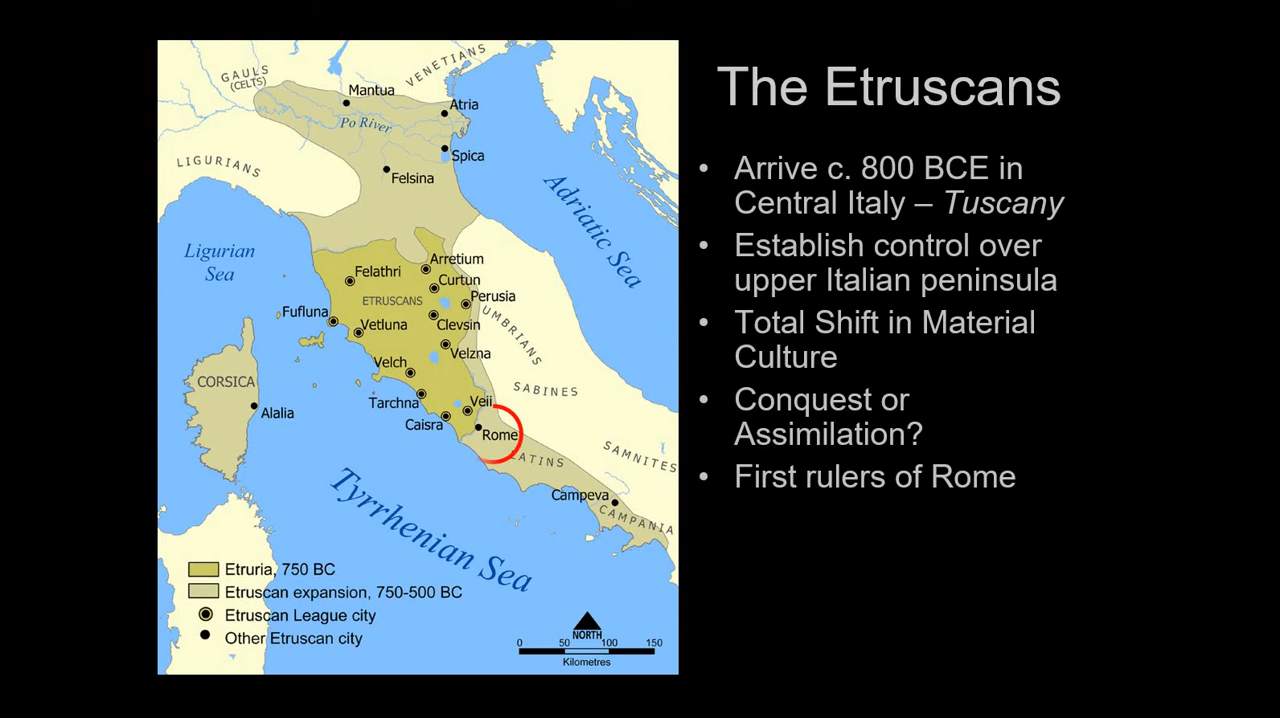 The Etruscans
• Arrive c. 800 BCE in
Central Italy – Tuscany
• Establish control over
upper Italian peninsula
• Total Shift in Material
Culture
• Conquest or
Assimilation?
• First rulers of Rome
GAULS
(CELTS)
VENETIANS
Mantua
Atria
Po River
Spica
LIGURIANS
Felsina
Adriatic Sea
Ligurian
Sea
Arretium
Felathri
Curtun
ETRUSCANS
Perusia
Fufluna
Vetluna
Clevsin
UMBRIANS
Velzna
Velch
CORSICA
SABINES
Tarchna
Veii
Alalia
Caisra
Rome
LATINS
SAMNITES
Tyrrhenian Sea
Campeva
CAMPANIA
Etruria, 750 BC
Etruscan expansion, 750-500 BC
Etruscan League city
Other Etruscan city
NORTH
0 50 100 150
Kilometres